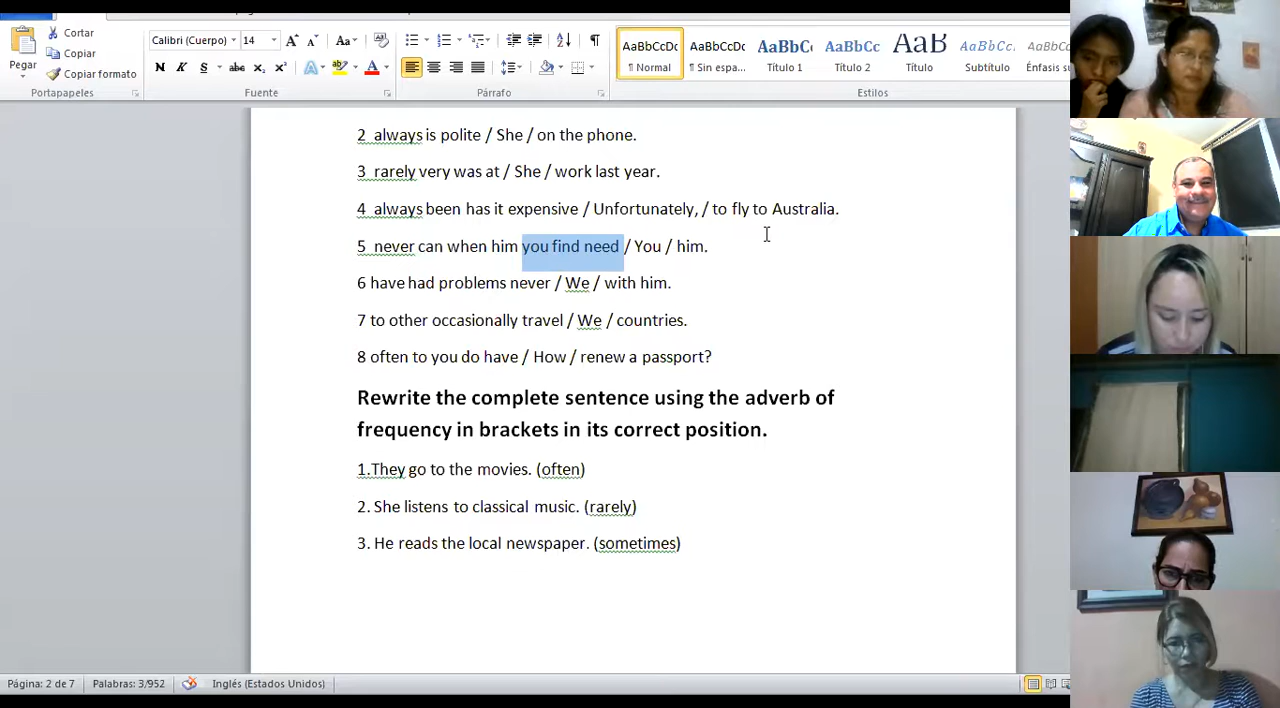 Cortar
Copiar
Copiar formato
Pegar
Portapapeles
Calibri (Cuerpo)
14
Fuente
Párrafo
AaBbCcDc
¶ Normal
AaBbCcDc
¶ Sin espa...
AaBbC
Título 1
AaBbCc
Título 2
AaB
Título
AaBbCc.
Subtítulo
AaBbCcDc
Énfasis su
Estilos
2 always is polite / She / on the phone.
3 rarely very was at / She / work last year.
4 always been has it expensive / Unfortunately, / to fly to Australia.
5 never can when him you find need / You / him.
6 have had problems never / We / with him.
7 to other occasionally travel / We / countries.
8 often to you do have / How / renew a passport?
Rewrite the complete sentence using the adverb of
frequency in brackets in its correct position.
1.They go to the movies. (often)
2. She listens to classical music. (rarely)
3. He reads the local newspaper. (sometimes)
Página: 2 de 7
Palabras: 3/952
Inglés (Estados Unidos)